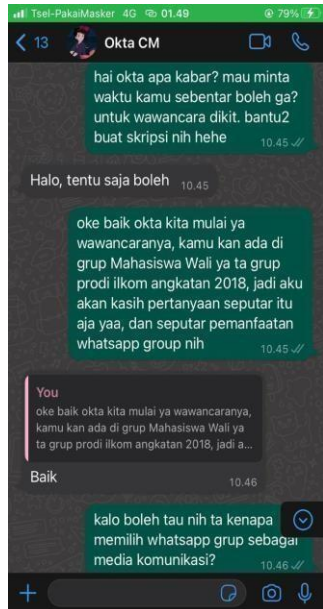 Tsel-PakaiMasker 4G 01.49 79%
13 Okta CM
hai okta apa kabar? mau minta
waktu kamu sebentar boleh ga?
untuk wawancara dikit. bantu2
buat skripsi nih hehe
10.45
Halo, tentu saja boleh 10.45
oke baik okta kita mulai ya
wawancaranya, kamu kan ada di
grup Mahasiswa Wali ya ta grup
prodi ilkom angkatan 2018, jadi aku
akan kasih pertanyaan seputar itu
aja yaa, dan seputar pemanfaatan
whatsapp group nih
10.45
You
oke baik okta kita mulai ya wawancaranya,
kamu kan ada di grup Mahasiswa Wali ya
ta grup prodi ilkom angkatan 2018, jadi a...
Baik
10.46
kalo boleh tau nih ta kenapa
memilih whatsapp grup sebagai
media komunikasi?
10.46